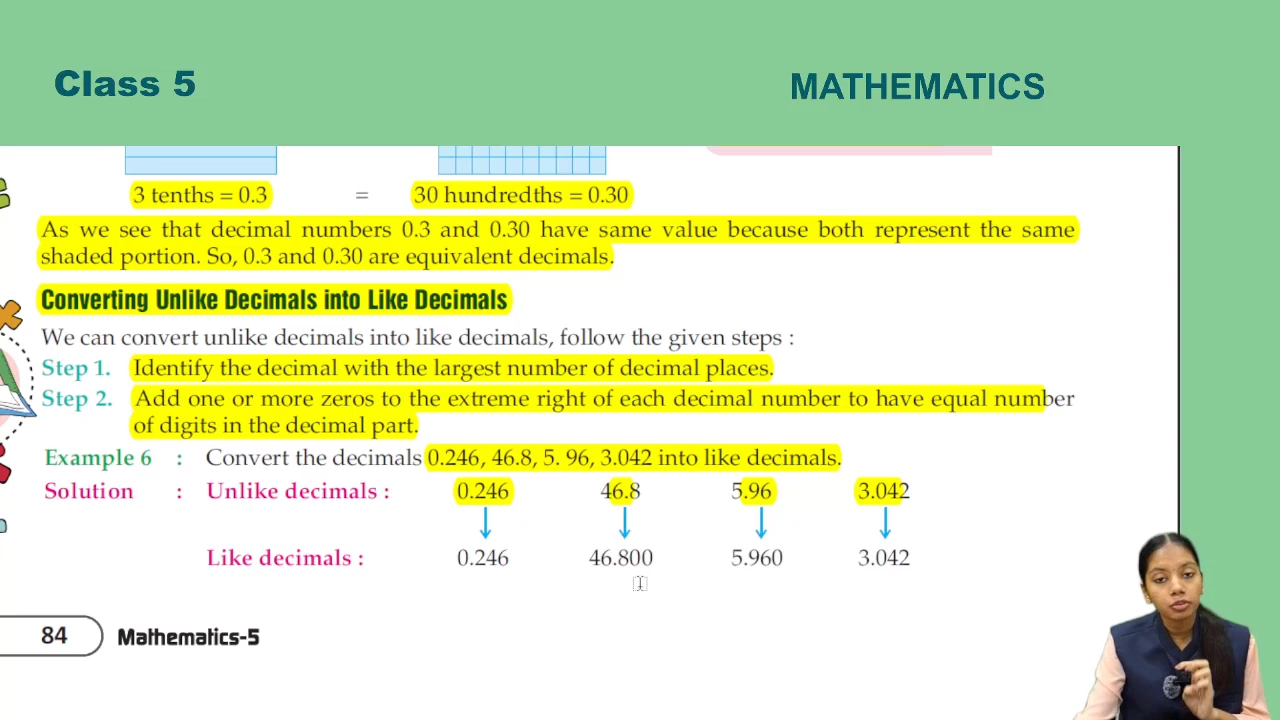 Class 5
MATHEMATICS
3 tenths = 0.3 = 30 hundredths = 0.30
As we see that decimal numbers 0.3 and 0.30 have same value because both represent the same
shaded portion. So, 0.3 and 0.30 are equivalent decimals.
Converting Unlike Decimals into Like Decimals
We can convert unlike decimals into like decimals, follow the given steps :
Step 1. Identify the decimal with the largest number of decimal places.
Step 2. Add one or more zeros to the extreme right of each decimal number to have equal number
of digits in the decimal part.
Example 6 : Convert the decimals 0.246, 46.8, 5. 96, 3.042 into like decimals.
Solution : Unlike decimals : 0.246 46.8 5.96 3.042
Like decimals : 0.246 46.800 5.960 3.042
84 Mathematics-5